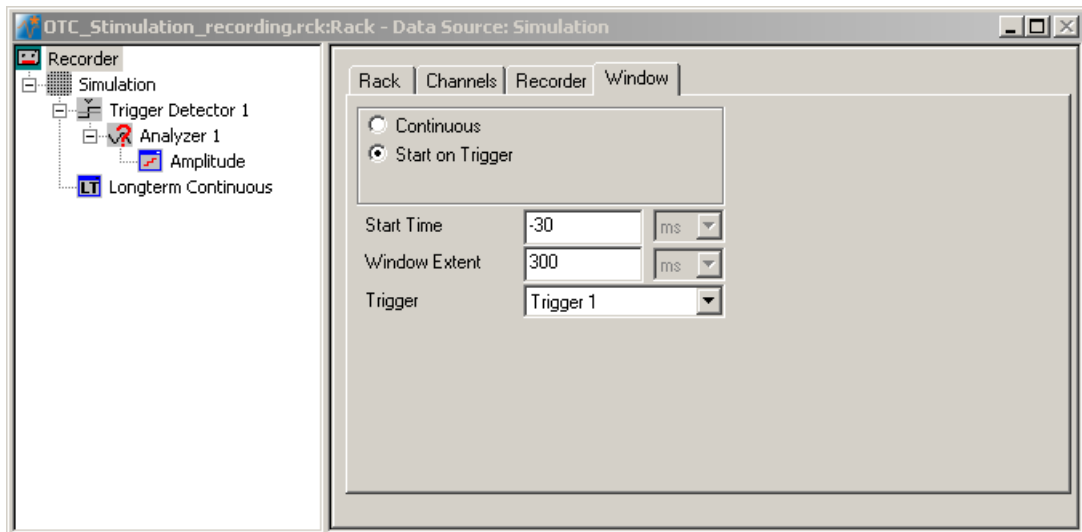 OTC_Stimulation_recording.rck:Rack - Data Source: Simulation
Recorder
Simulation
Trigger Detector 1
Analyzer 1
Amplitude
LT Longterm Continuous
Rack Channels Recorder Window
Continuous
Start on Trigger
Start Time -30 ms
Window Extent 300 ms
Trigger Trigger 1